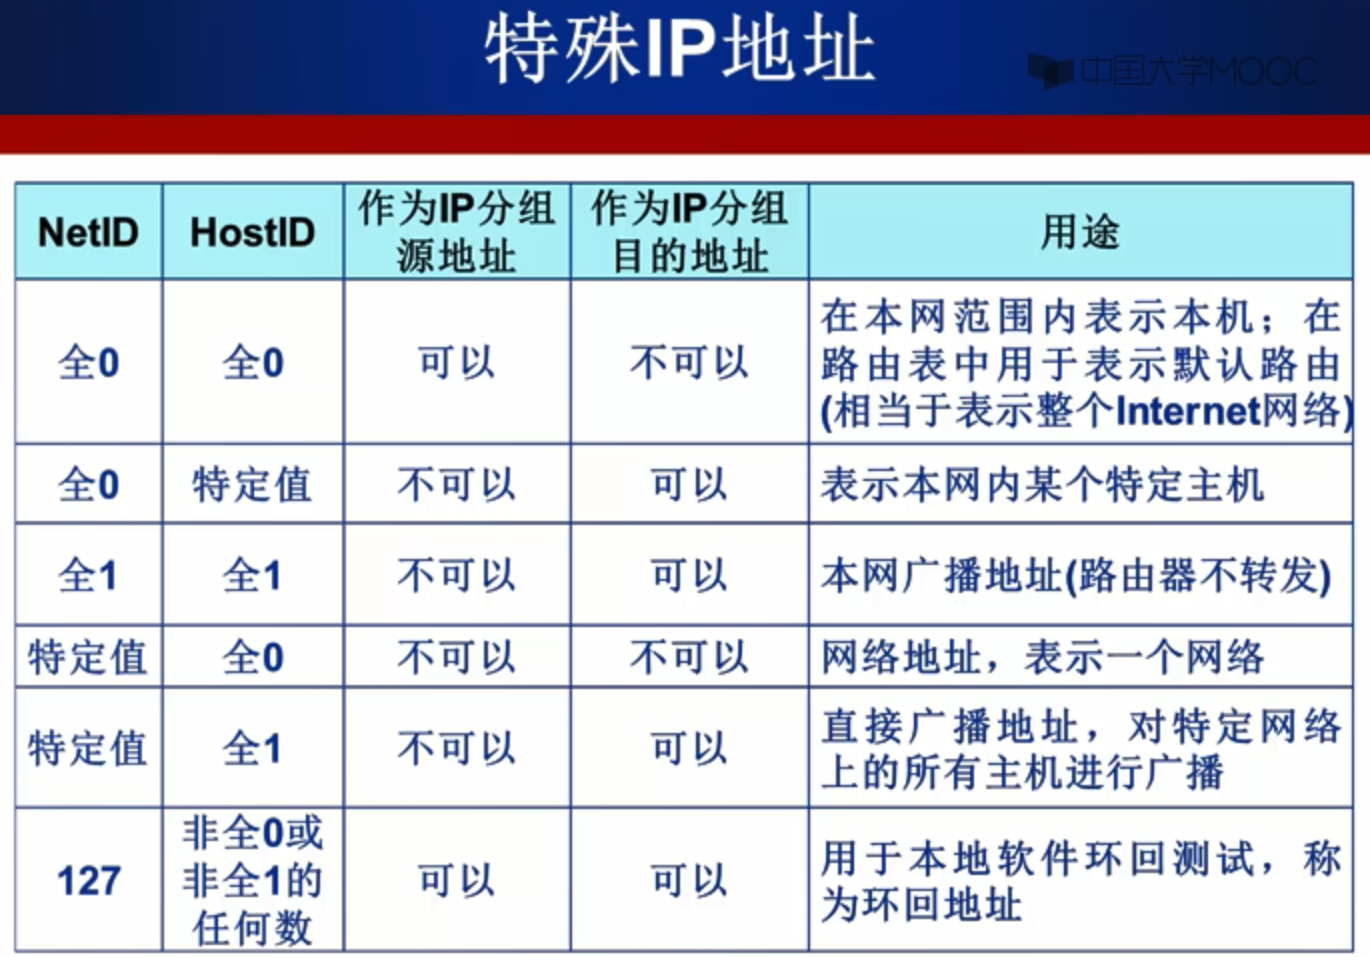 特殊IP地址
中国大学MOOC
NetID
HostID
作为IP分组
源地址
作为IP分组
目的地址
用途
全0
全0
可以
不可以
在本网范围内表示本机；在
路由表中用于表示默认路由
(相当于表示整个Internet网络)
全0
特定值
不可以
可以
表示本网内某个特定主机
全1
全1
不可以
可以
本网广播地址(路由器不转发)
特定值
全0
不可以
不可以
网络地址，表示一个网络
特定值
全1
不可以
可以
直接广播地址，对特定网络
上的所有主机进行广播
127
非全0或
非全1的
任何数
可以
可以
用于本地软件环回测试，称
为环回地址